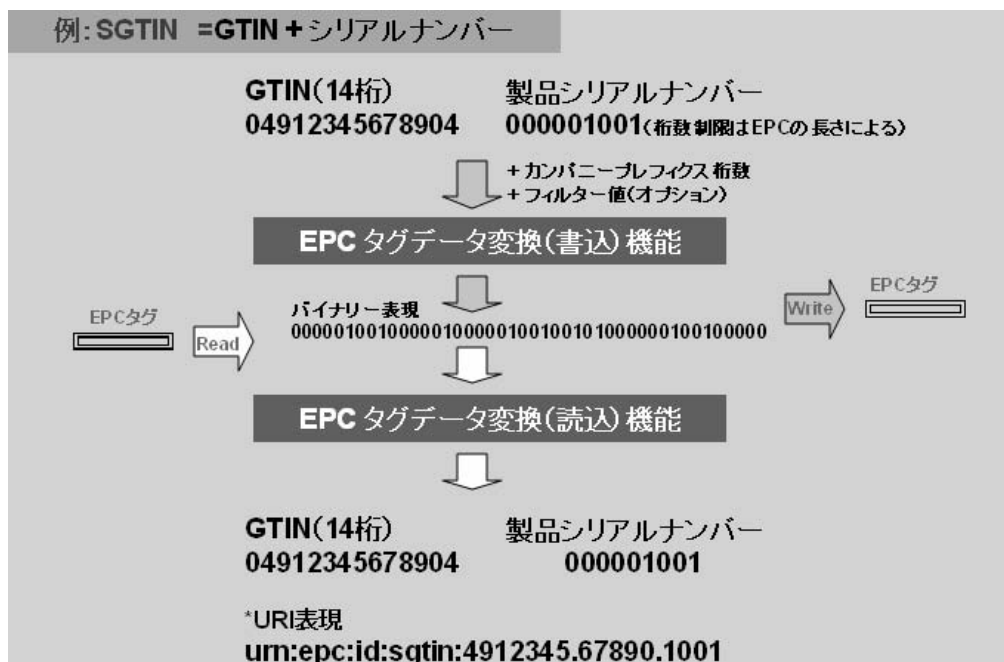 例:SGTIN =GTIN+シリアルナンバー
GTIN(14桁) 製品シリアルナンバー
04912345678904 000001001(桁数制限はEPCの長さによる)
+カンパニープレフィクス桁数
+フィルター値(オプション)
EPC タグデータ変換(書込)機能
EPCタグ
Read
バイナリー表現
00000100100000100000100100101000000100100000
Write
EPCタグ
EPC タグデータ変換(読込)機能
GTIN(14桁) 製品シリアルナンバー
04912345678904 000001001
*URI表現
urn:epc:id:sgtin:4912345.67890.1001